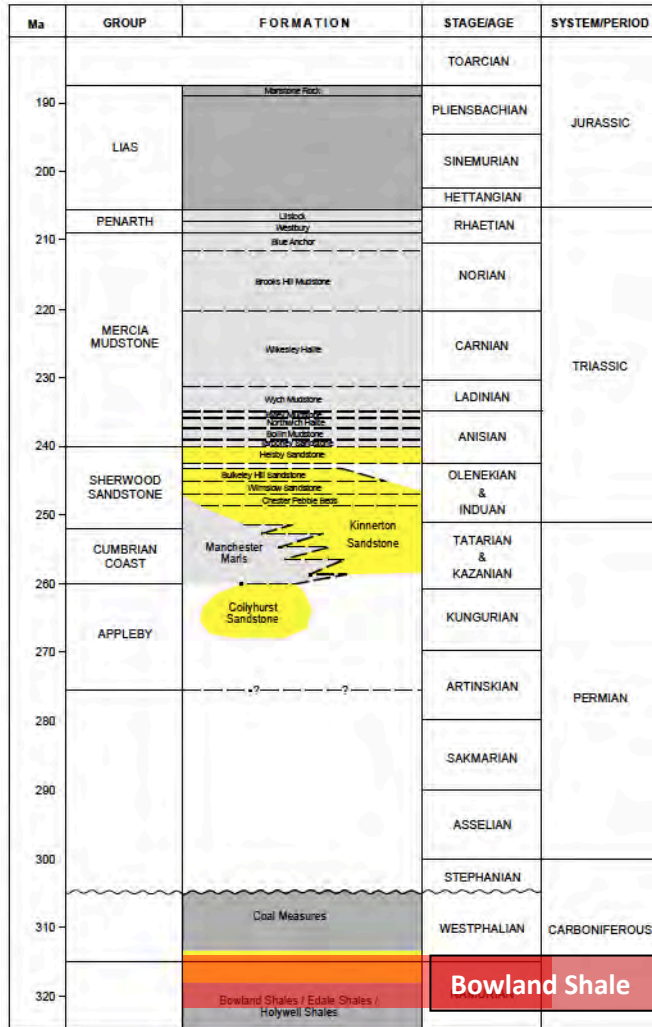 Ma GROUP FORMATION STAGE/AGE SYSTEM/PERIOD
TOARCIAN
Marlstone Rock
190
PLIENSBACHIAN
JURASSIC
LIAS
SINEMURIAN
200
HETTANGIAN
Lilstock
PENARTH
Westbury
RHAETIAN
210
Blue Anchor
NORIAN
Brooks Hill Mudstone
220
MERCIA
MUDSTONE
CARNIAN
Wikesley Halite
TRIASSIC
230
LADINIAN
Wych Mudstone
Northwich Halite
ANISIAN
Bollin Mudstone
240
Helsby Sandstone
SHERWOOD
SANDSTONE
Bulkeley Hill Sandstone
OLENEKIAN
&
INDUAN
Wilmslow Sandstone
Chester Pebble Beds
250
Kinnerton
Sandstone
Manchester
Marls
CUMBRIAN
COAST
TATARIAN
&
KAZANIAN
260
Collyhurst
Sandstone
KUNGURIAN
APPLEBY
270
? ?
ARTINSKIAN
PERMIAN
280
SAKMARIAN
290
ASSELIAN
300
STEPHANIAN
Coal Measures
310
WESTPHALIAN
CARBONIFEROUS
Bowland Shale
320
Bowland Shales / Edale Shales /
Holywell Shales